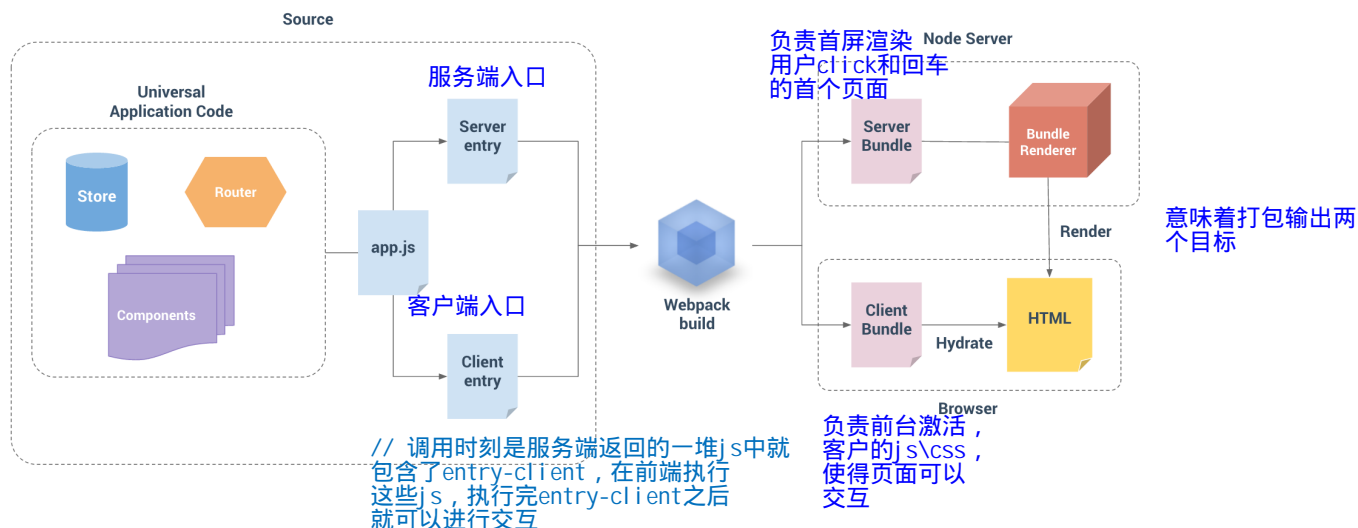 Source
Universal
Application Code
Store
Router
Components
app.js
服务端入口
Server
entry
客户端入口
Client
entry
// 调用时刻是服务端返回的一堆js中就
包含了entry-client，在前端执行
这些js，执行完entry-client之后
就可以进行交互
Webpack
build
负责首屏渲染
用户click和回车
的首个页面
Node Server
Server
Bundle
Bundle
Renderer
Render
意味着打包输出两
个目标
Client
Bundle
Hydrate
HTML
Browser
负责前台激活，
客户的js\css，
使得页面可以
交互